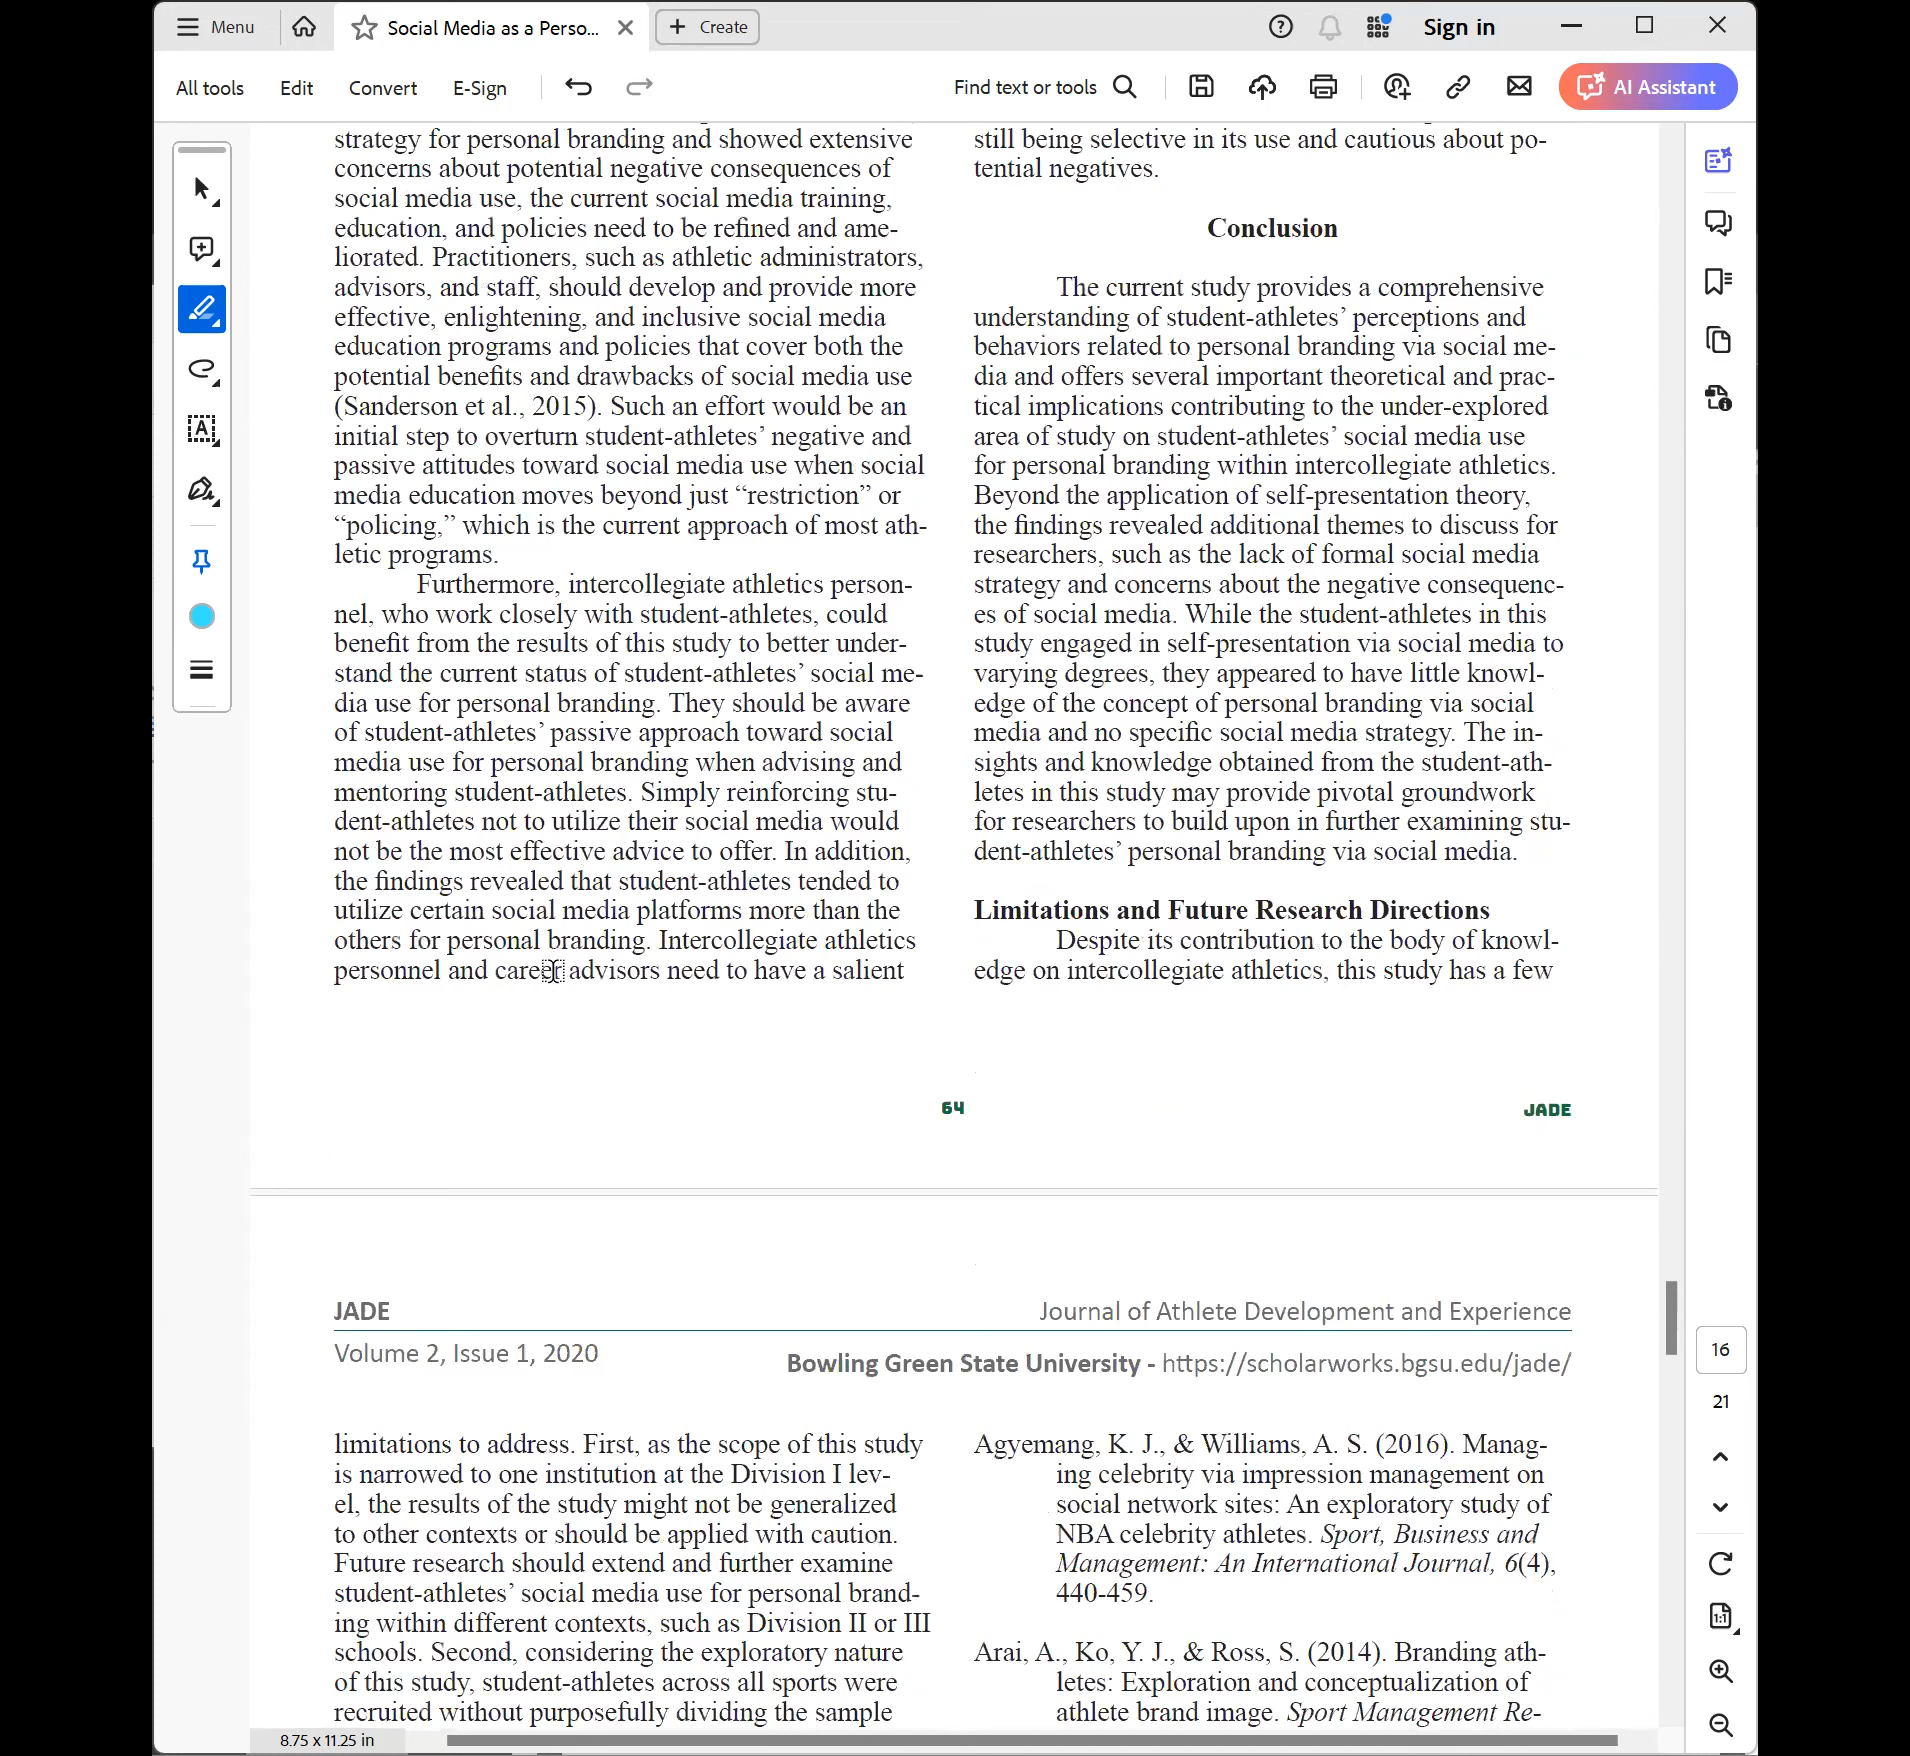 Menu
Social Media as a Perso...
Create
Sign in
All tools
Edit
Convert
E-Sign
Find text or tools
AI Assistant
strategy for personal branding and showed extensive
concerns about potential negative consequences of
social media use, the current social media training,
education, and policies need to be refined and ame-
liorated. Practitioners, such as athletic administrators,
advisors, and staff, should develop and provide more
effective, enlightening, and inclusive social media
education programs and policies that cover both the
potential benefits and drawbacks of social media use
(Sanderson et al., 2015). Such an effort would be an
initial step to overturn student-athletes’ negative and
passive attitudes toward social media use when social
media education moves beyond just “restriction” or
“policing,” which is the current approach of most ath-
letic programs.
Furthermore, intercollegiate athletics person-
nel, who work closely with student-athletes, could
benefit from the results of this study to better under-
stand the current status of student-athletes’ social me-
dia use for personal branding. They should be aware
of student-athletes’ passive approach toward social
media use for personal branding when advising and
mentoring student-athletes. Simply reinforcing stu-
dent-athletes not to utilize their social media would
not be the most effective advice to offer. In addition,
the findings revealed that student-athletes tended to
utilize certain social media platforms more than the
others for personal branding. Intercollegiate athletics
personnel and career advisors need to have a salient
still being selective in its use and cautious about po-
tential negatives.
Conclusion
The current study provides a comprehensive
understanding of student-athletes’ perceptions and
behaviors related to personal branding via social me-
dia and offers several important theoretical and prac-
tical implications contributing to the under-explored
area of study on student-athletes’ social media use
for personal branding within intercollegiate athletics.
Beyond the application of self-presentation theory,
the findings revealed additional themes to discuss for
researchers, such as the lack of formal social media
strategy and concerns about the negative consequenc-
es of social media. While the student-athletes in this
study engaged in self-presentation via social media to
varying degrees, they appeared to have little knowl-
edge of the concept of personal branding via social
media and no specific social media strategy. The in-
sights and knowledge obtained from the student-ath-
letes in this study may provide pivotal groundwork
for researchers to build upon in further examining stu-
dent-athletes’ personal branding via social media.
Limitations and Future Research Directions
Despite its contribution to the body of knowl-
edge on intercollegiate athletics, this study has a few
64
JADE
JADE
Journal of Athlete Development and Experience
Volume 2, Issue 1, 2020
Bowling Green State University - https://scholarworks.bgsu.edu/jade/
limitations to address. First, as the scope of this study
is narrowed to one institution at the Division I lev-
el, the results of the study might not be generalized
to other contexts or should be applied with caution.
Future research should extend and further examine
student-athletes’ social media use for personal brand-
ing within different contexts, such as Division II or III
schools. Second, considering the exploratory nature
of this study, student-athletes across all sports were
recruited without purposefully dividing the sample
Agyemang, K. J., & Williams, A. S. (2016). Manag-
ing celebrity via impression management on
social network sites: An exploratory study of
NBA celebrity athletes. Sport, Business and
Management: An International Journal, 6(4),
440-459.
Arai, A., Ko, Y. J., & Ross, S. (2014). Branding ath-
letes: Exploration and conceptualization of
athlete brand image. Sport Management Re-
16
21
8.75 x 11.25 in